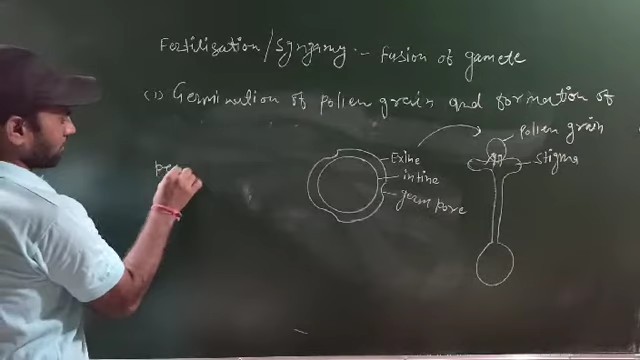 Fertilisation/Syngamy :- Fusion of gamete
(1) Germination of pollen grain and formation of
pollen grain
Exine
stigma
intine
germ pore